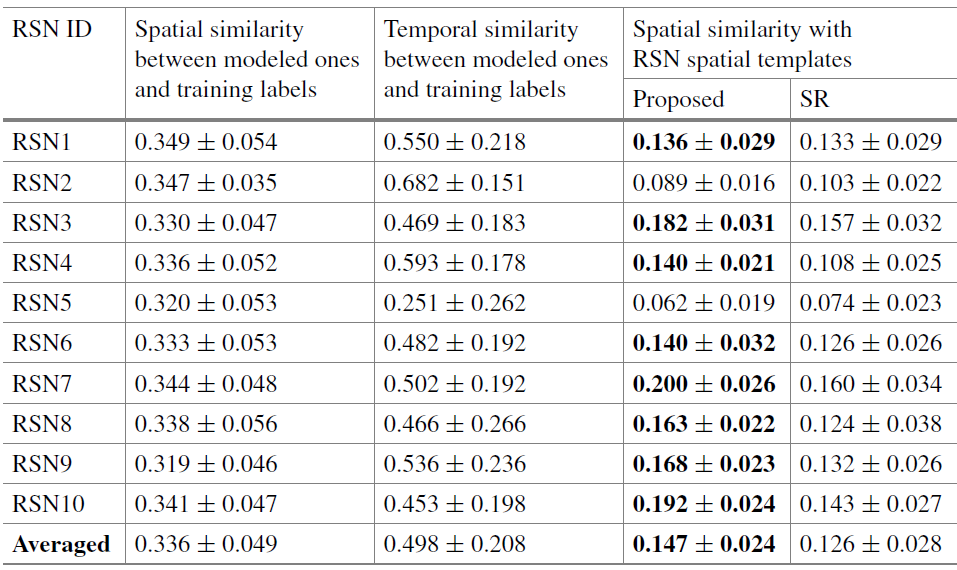 RSN ID Spatial similarity Temporal similarity Spatial similarity with
between modeled ones between modeled ones RSN spatial templates
and training labels and training labels Proposed SR
RSN1 0.349 ± 0.054 0.550 ± 0.218 0.136 ± 0.029 0.133 ± 0.029
RSN2 0.347 ± 0.035 0.682 ± 0.151 0.089 ± 0.016 0.103 ± 0.022
RSN3 0.330 ± 0.047 0.469 ± 0.183 0.182 ± 0.031 0.157 ± 0.032
RSN4 0.336 ± 0.052 0.593 ± 0.178 0.140 ± 0.021 0.108 ± 0.025
RSN5 0.320 ± 0.053 0.251 ± 0.262 0.062 ± 0.019 0.074 ± 0.023
RSN6 0.333 ± 0.053 0.482 ± 0.192 0.140 ± 0.032 0.126 ± 0.026
RSN7 0.344 ± 0.048 0.502 ± 0.192 0.200 ± 0.026 0.160 ± 0.034
RSN8 0.338 ± 0.056 0.466 ± 0.266 0.163 ± 0.022 0.124 ± 0.038
RSN9 0.319 ± 0.046 0.536 ± 0.236 0.168 ± 0.023 0.132 ± 0.026
RSN10 0.341 ± 0.047 0.453 ± 0.198 0.192 ± 0.024 0.143 ± 0.027
Averaged 0.336 ± 0.049 0.498 ± 0.208 0.147 ± 0.024 0.126 ± 0.028